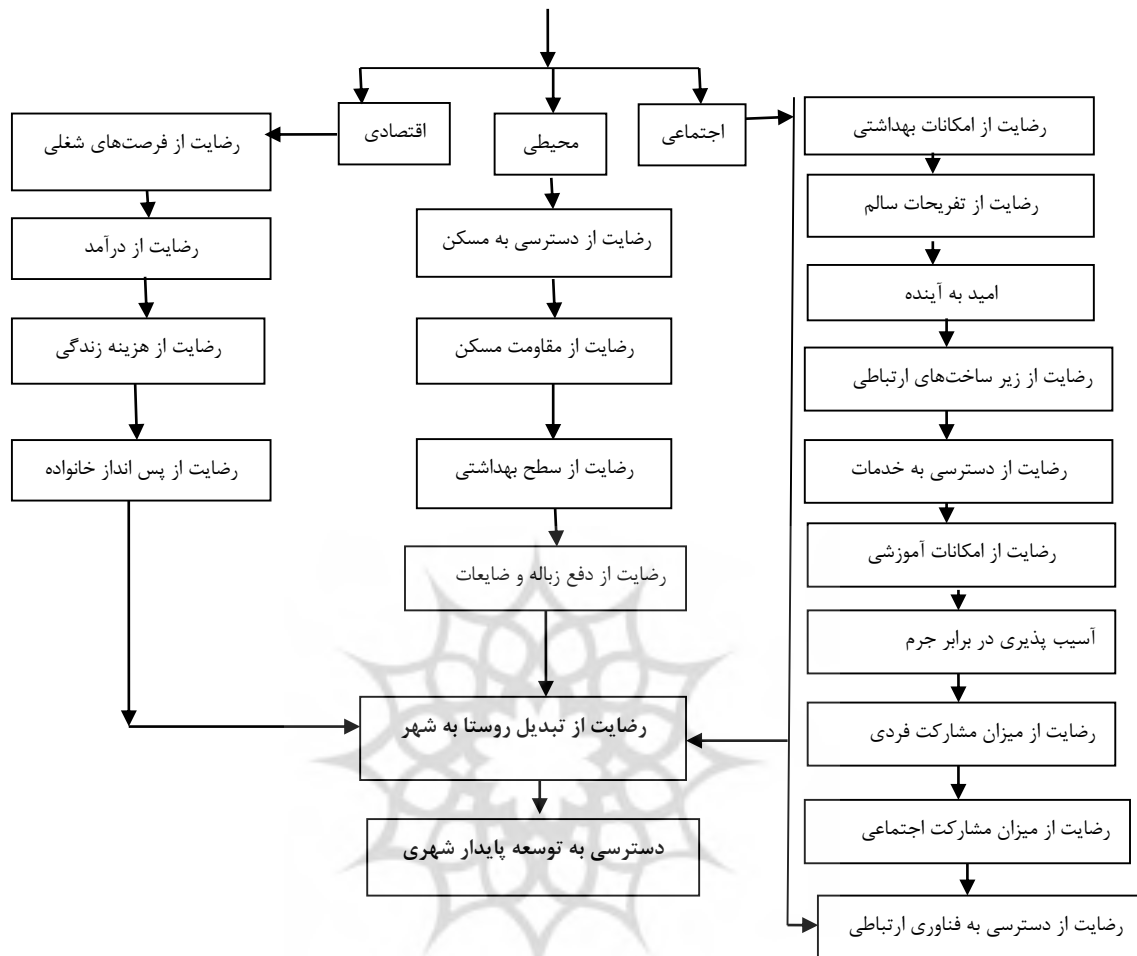 اجتماعی
محیطی
اقتصادی
رضایت از امکانات بهداشتی
رضایت از تفریحات سالم
امید به آینده
رضایت از زیر ساخت‌های ارتباطی
رضایت از دسترسی به خدمات
رضایت از امکانات آموزشی
آسیب پذیری در برابر جرم
رضایت از میزان مشارکت فردی
رضایت از میزان مشارکت اجتماعی
رضایت از دسترسی به فناوری ارتباطی
رضایت از دسترسی به مسکن
رضایت از مقاومت مسکن
رضایت از سطح بهداشتی
رضایت از دفع زباله و ضایعات
رضایت از فرصت‌های شغلی
رضایت از درآمد
رضایت از هزینه زندگی
رضایت از پس انداز خانواده
رضایت از تبدیل روستا به شهر
دسترسی به توسعه پایدار شهری